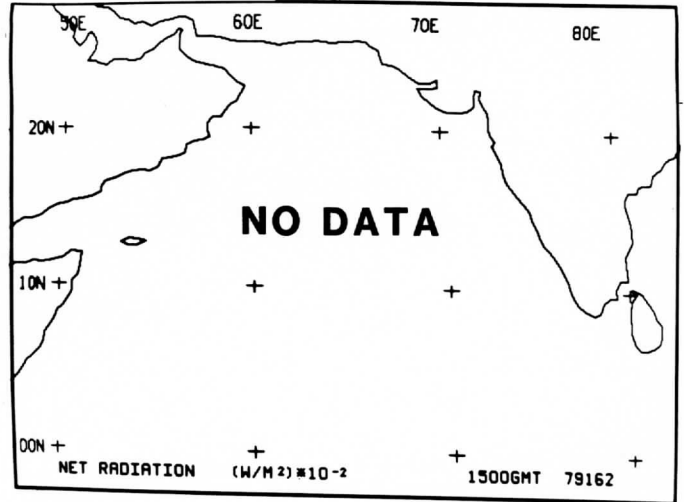 50E 60E 70E 80E
20N
NO DATA
10N
00N
NET RADIATION (W/M²)*10⁻²
1500GMT 79162